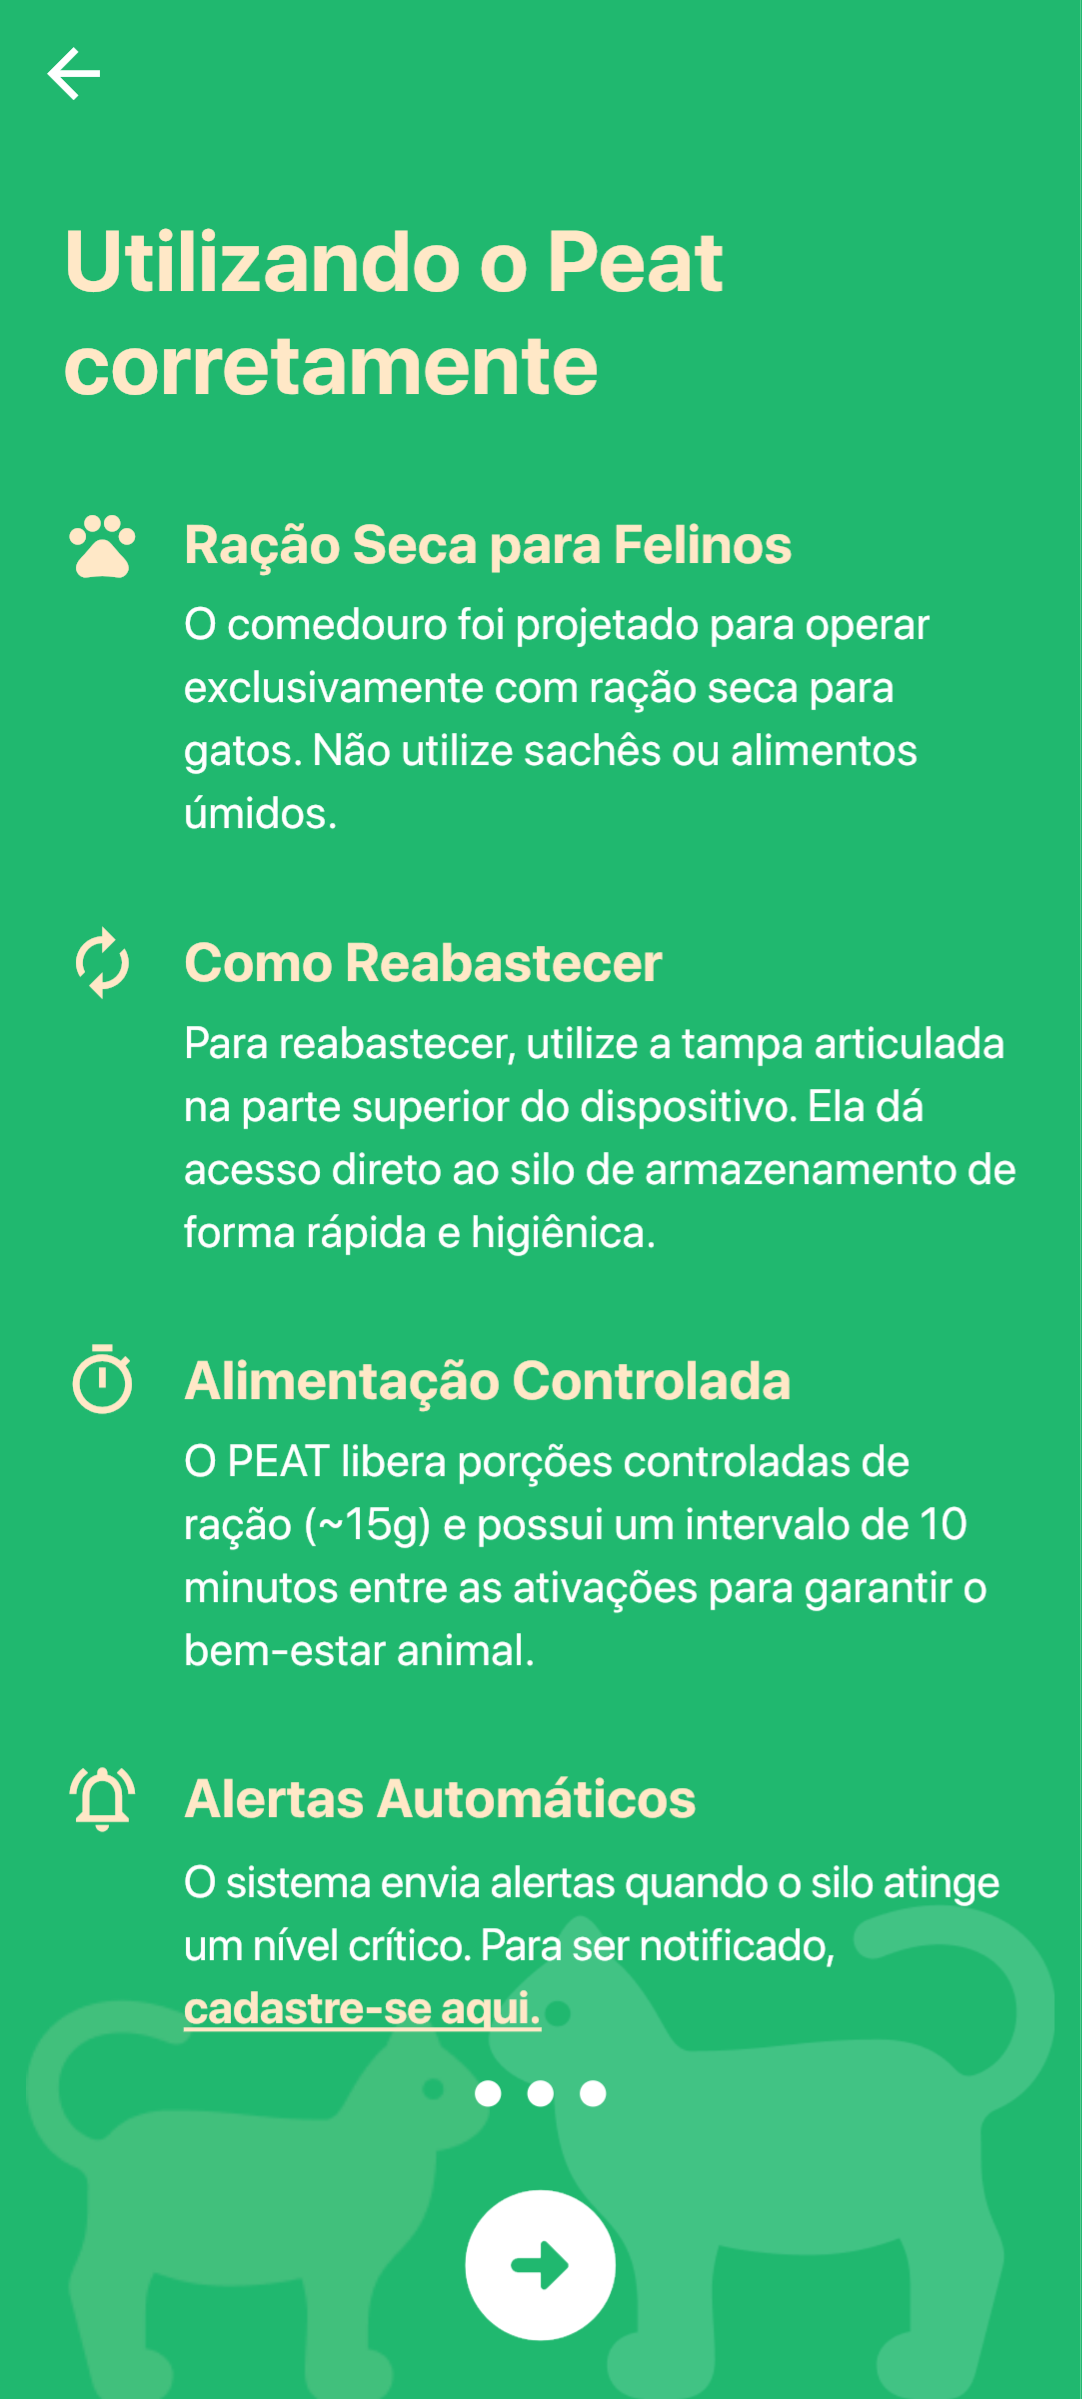 Utilizando o Peat
corretamente
Ração Seca para Felinos
O comedouro foi projetado para operar
exclusivamente com ração seca para
gatos. Não utilize sachês ou alimentos
úmidos.
Como Reabastecer
Para reabastecer, utilize a tampa articulada
na parte superior do dispositivo. Ela dá
acesso direto ao silo de armazenamento de
forma rápida e higiênica.
Alimentação Controlada
O PEAT libera porções controladas de
ração (~15g) e possui um intervalo de 10
minutos entre as ativações para garantir o
bem-estar animal.
Alertas Automáticos
O sistema envia alertas quando o silo atinge
um nível crítico. Para ser notificado,
cadastre-se aqui.